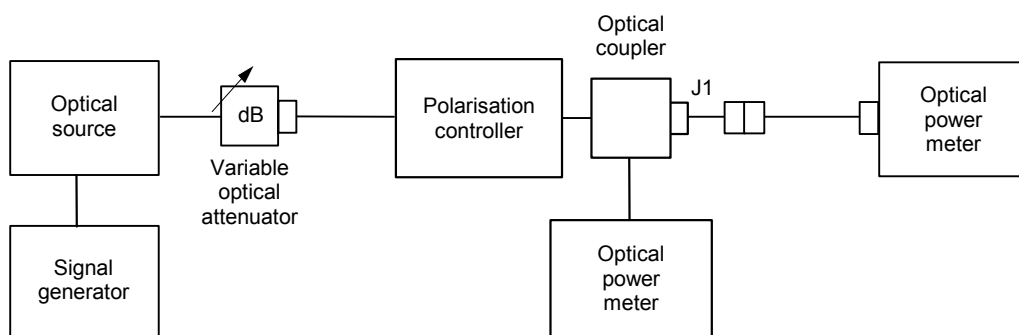 Optical
coupler
J1
Optical
source
dB
Variable
optical
attenuator
Polarisation
controller
Optical
power
meter
Signal
generator
Optical
power
meter